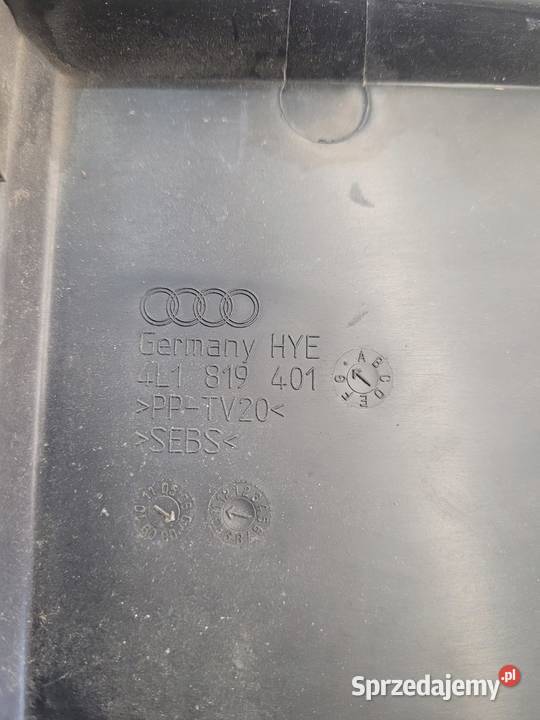 Germany HYE
4L1 819 401
>PP-TV20<
>SEBS<
A B C D E F G
Sprzedajemy.pl